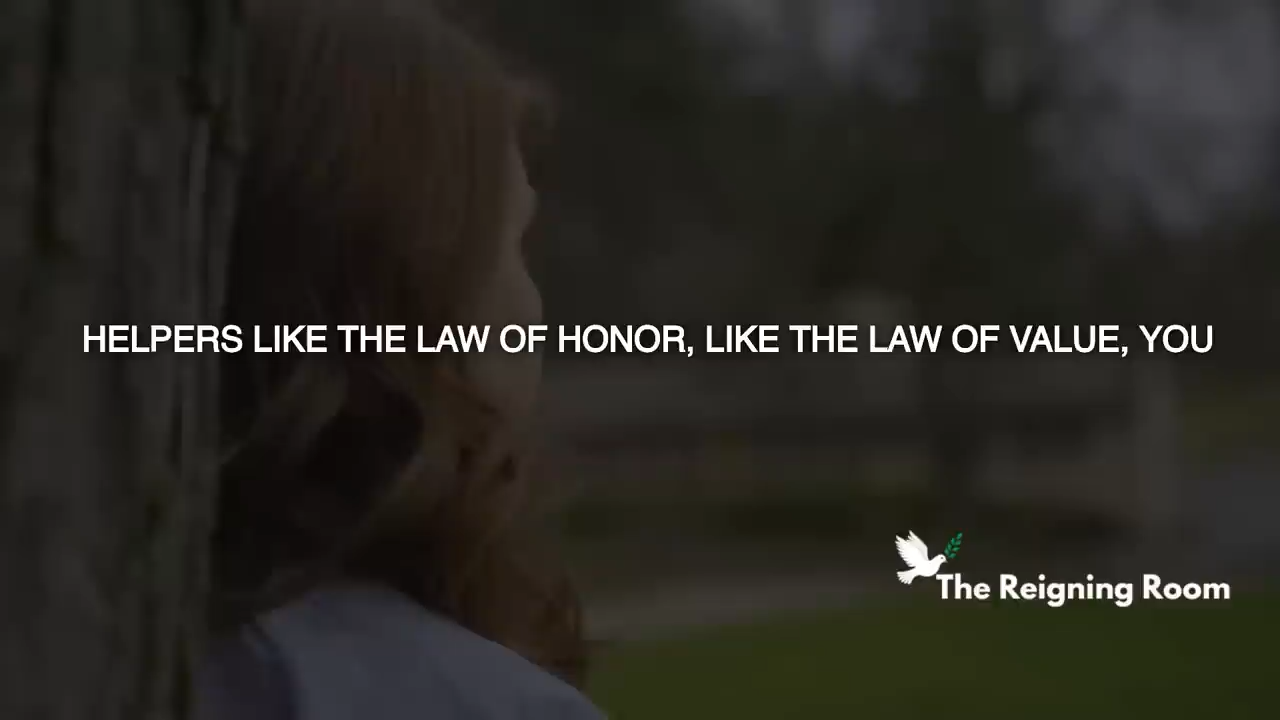 HELPERS LIKE THE LAW OF HONOR, LIKE THE LAW OF VALUE, YOU
The Reigning Room